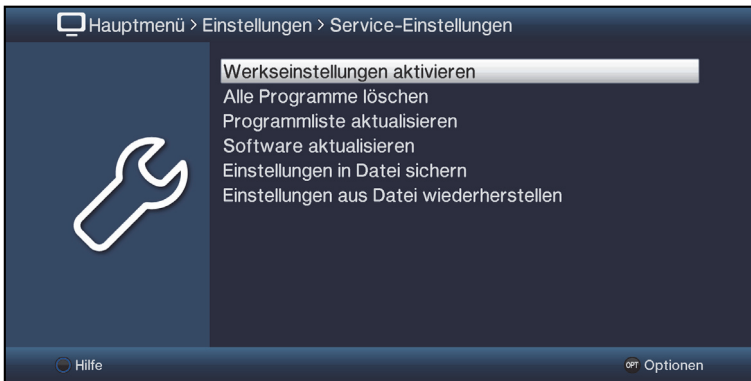 Hauptmenü > Einstellungen > Service-Einstellungen
Werkseinstellungen aktivieren
Alle Programme löschen
Programmliste aktualisieren
Software aktualisieren
Einstellungen in Datei sichern
Einstellungen aus Datei wiederherstellen
Hilfe OPT Optionen